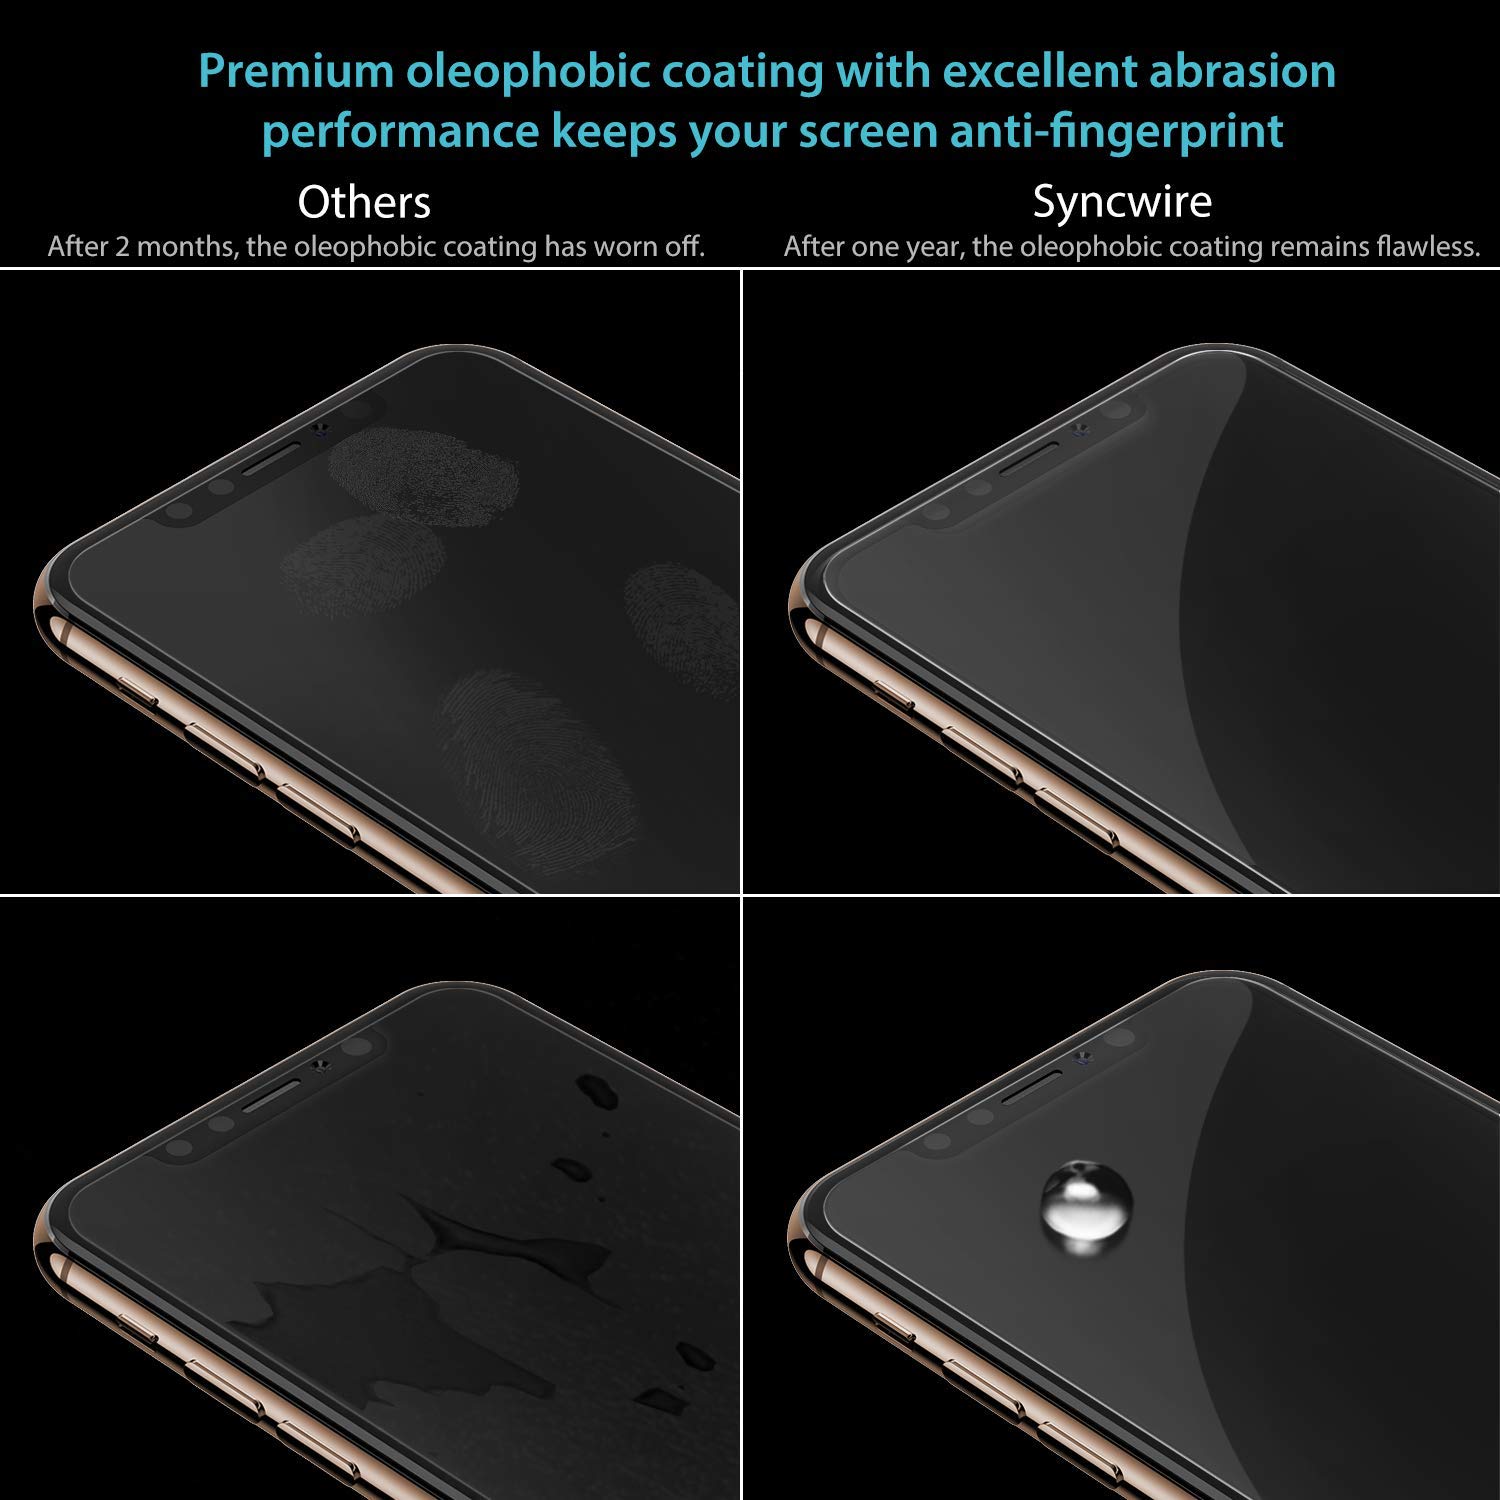 Premium oleophobic coating with excellent abrasion
performance keeps your screen anti-fingerprint
Others
After 2 months, the oleophobic coating has worn off.
Syncwire
After one year, the oleophobic coating remains flawless.